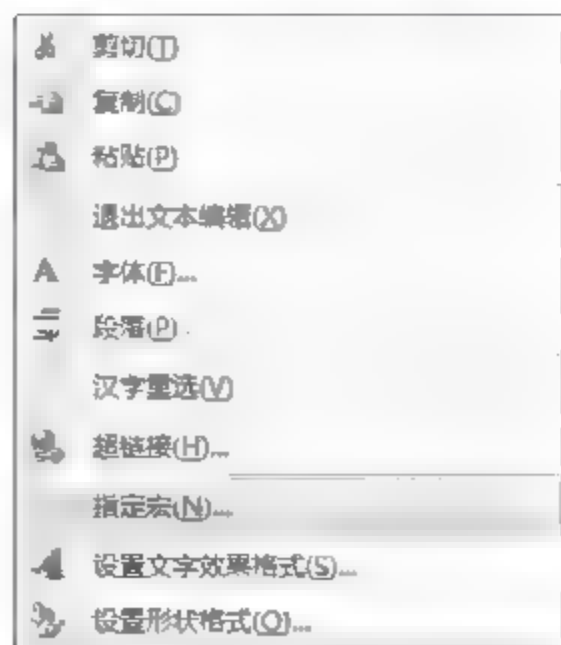 剪切(T)
复制(C)
粘贴(P)
退出文本编辑(X)
字体(F)...
段落(P)
汉字重选(V)
超链接(H)...
指定宏(N)...
设置文字效果格式(S)...
设置形状格式(O)...